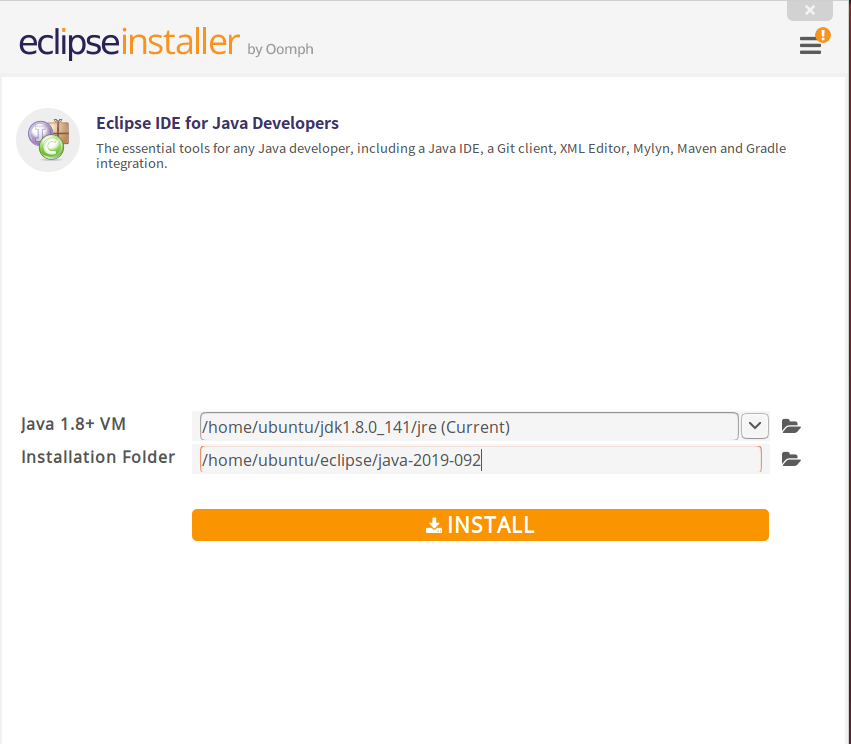 eclipseinstaller by Oomph
Eclipse IDE for Java Developers
The essential tools for any Java developer, including a Java IDE, a Git client, XML Editor, Mylyn, Maven and Gradle
integration.
Java 1.8+ VM
/home/ubuntu/jdk1.8.0_141/jre (Current)
Installation Folder
/home/ubuntu/eclipse/java-2019-092
INSTALL